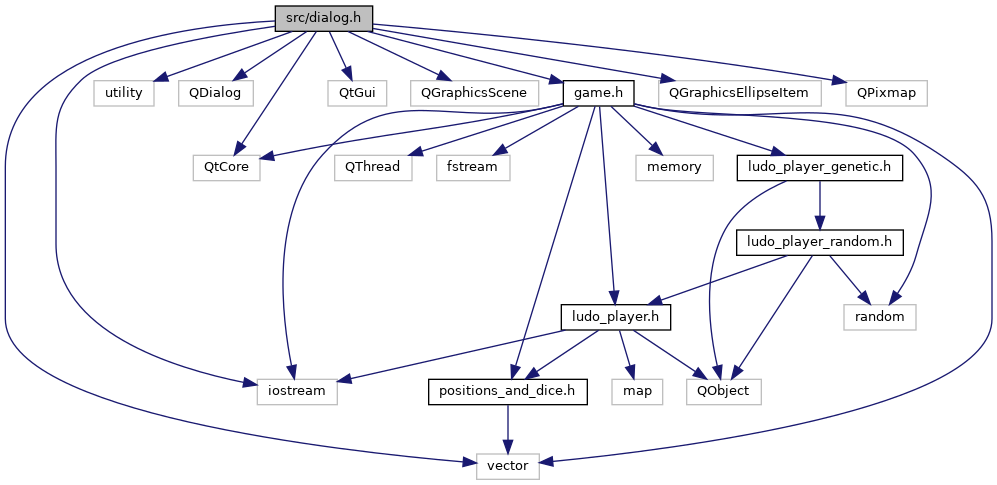 src/dialog.h
utility
QDialog
QtGui
QGraphicsScene
game.h
QGraphicsEllipseItem
QPixmap
QtCore
QThread
fstream
memory
ludo_player_genetic.h
ludo_player_random.h
ludo_player.h
random
iostream
positions_and_dice.h
map
QObject
vector